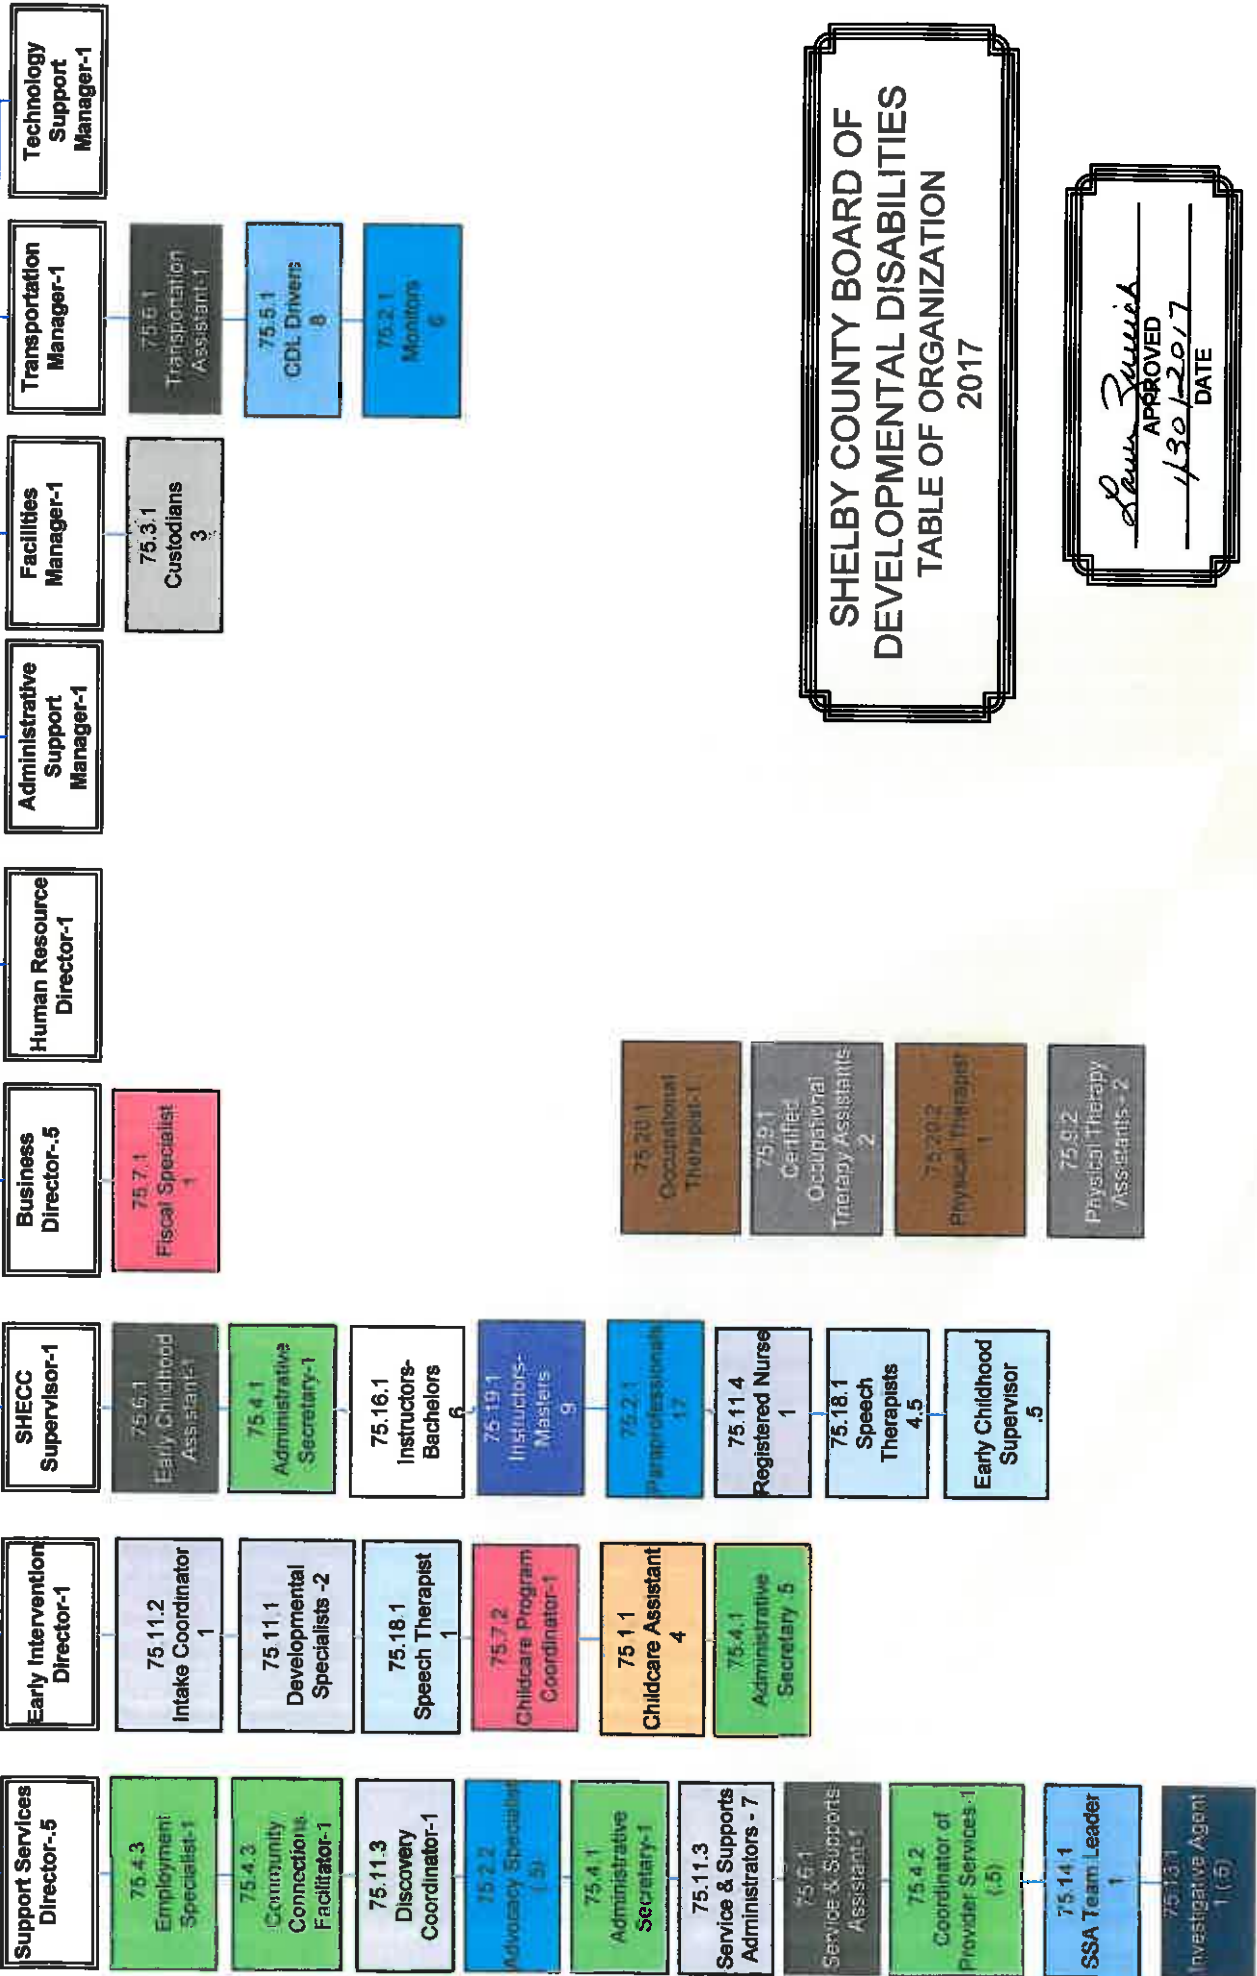 Support Services
Director-.5
75.4.3
Employment
Specialist-1
75.4.3
Community
Connections
Facilitator-1
75.11.3
Discovery
Coordinator-1
75.2.2
Advocacy Specialist
(.5)
75.4.1
Administrative
Secretary-1
75.11.3
Service & Supports
Administrators - 7
75.6.1
Service & Supports
Assistant-1
75.4.2
Coordinator of
Provider Services-1
(.5)
75.14.1
SSA Team Leader
1
75.13.1
Investigative Agent
1 (.5)
Early Intervention
Director-1
75.11.2
Intake Coordinator
1
75.11.1
Developmental
Specialists -2
75.18.1
Speech Therapist
1
75.7.2
Childcare Program
Coordinator-1
75.1.1
Childcare Assistant
4
75.4.1
Administrative
Secretary .5
SHECC
Supervisor-1
75.6.1
Early Childhood
Assistant-1
75.4.1
Administrative
Secretary-1
75.16.1
Instructors-
Bachelors
6
75.19.1
Instructors-
Masters
9
75.2.1
Paraprofessionals
17
75.11.4
Registered Nurse
1
75.18.1
Speech
Therapists
4.5
Early Childhood
Supervisor
.5
Business
Director-.5
75.7.1
Fiscal Specialist
1
75.20.1
Occupational
Therapist-1
75.9.1
Certified
Occupational
Therapy Assistants
2
75.20.2
Physical Therapist
1
75.9.2
Physical Therapy
Assistants - 2
Human Resource
Director-1
Administrative
Support
Manager-1
Facilities
Manager-1
75.3.1
Custodians
3
Transportation
Manager-1
75.6.1
Transportation
Assistant-1
75.5.1
CDL Drivers
8
75.2.1
Monitors
6
Technology
Support
Manager-1
SHELBY COUNTY BOARD OF
DEVELOPMENTAL DISABILITIES
TABLE OF ORGANIZATION
2017
APPROVED
DATE